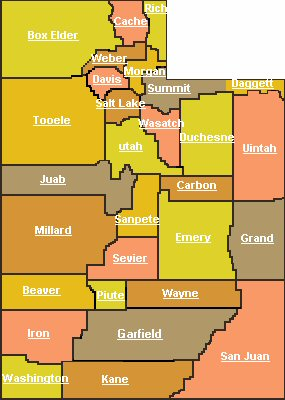 Rich
Cache
Box Elder
Weber
Morgan
Davis
Summit
Daggett
Salt Lake
Tooele
Wasatch
Duchesne
utah
Uintah
Juab
Carbon
Sanpete
Millard
Emery
Grand
Sevier
Beaver
Piute
Wayne
Iron
Garfield
San Juan
Washington
Kane